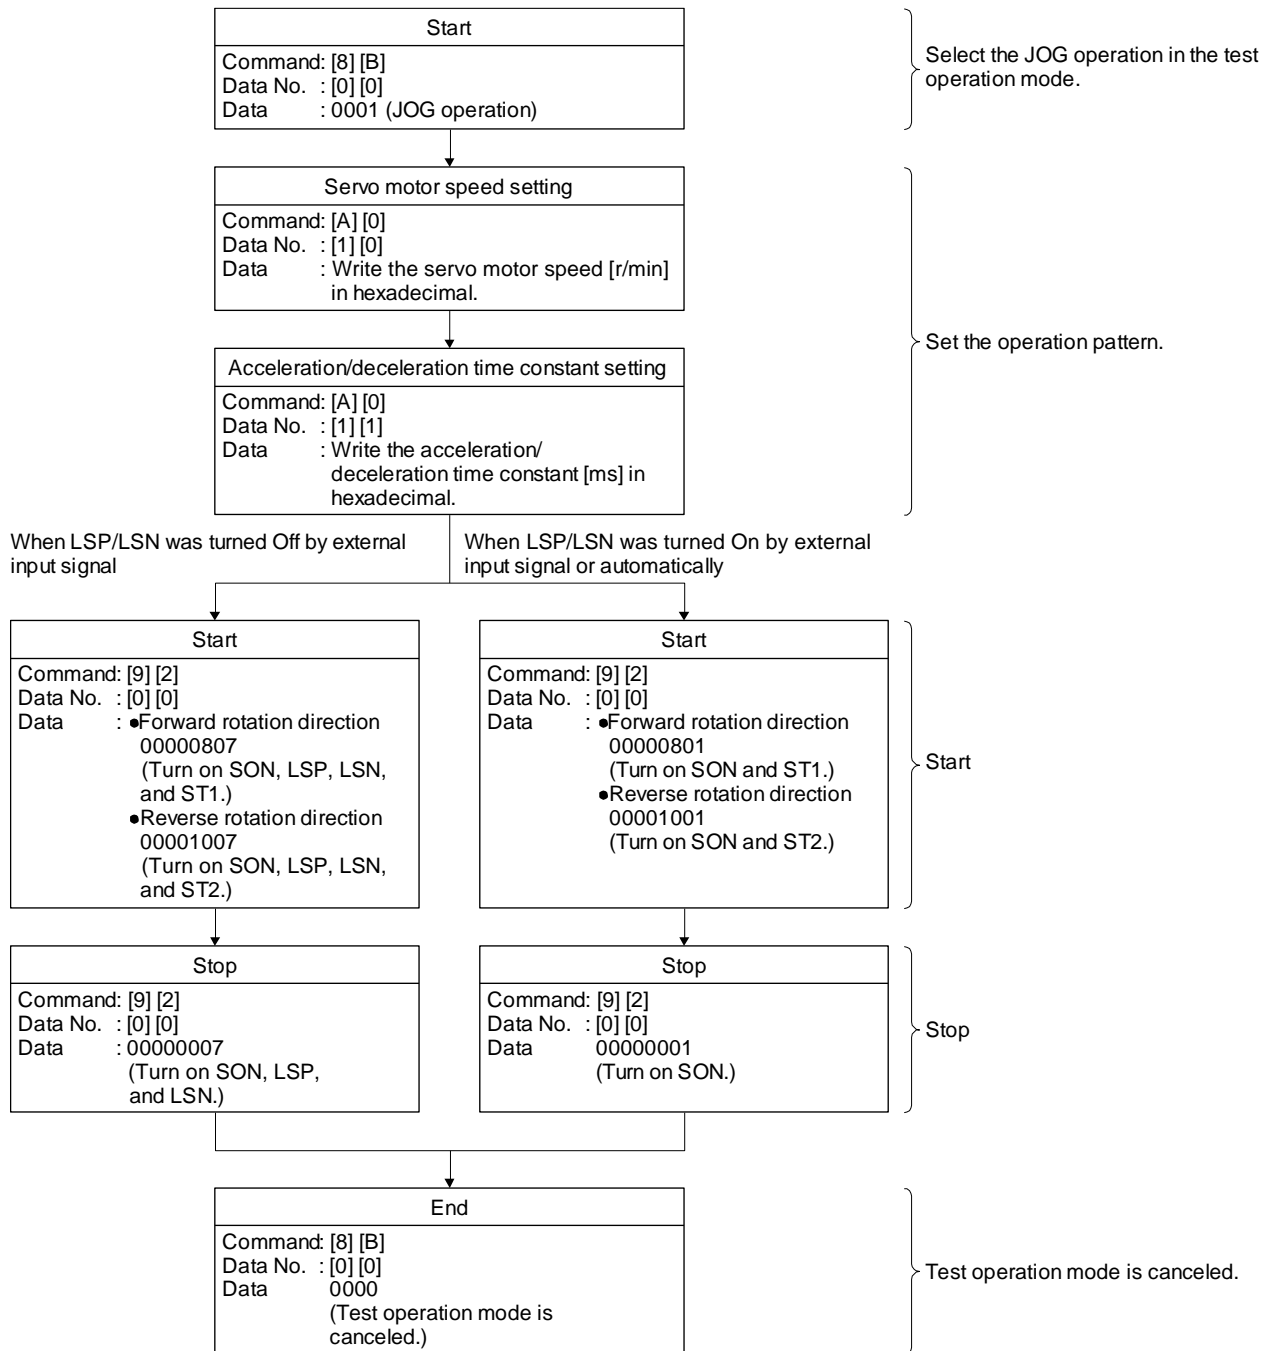 Start
Command: [8] [B]
Data No. : [0] [0]
Data : 0001 (JOG operation)
Select the JOG operation in the test
operation mode.
Servo motor speed setting
Command: [A] [0]
Data No. : [1] [0]
Data : Write the servo motor speed [r/min]
in hexadecimal.
Acceleration/deceleration time constant setting
Command: [A] [0]
Data No. : [1] [1]
Data : Write the acceleration/
deceleration time constant [ms] in
hexadecimal.
Set the operation pattern.
When LSP/LSN was turned Off by external
input signal
When LSP/LSN was turned On by external
input signal or automatically
Start
Command: [9] [2]
Data No. : [0] [0]
Data : ●Forward rotation direction
00000807
(Turn on SON, LSP, LSN,
and ST1.)
●Reverse rotation direction
00001007
(Turn on SON, LSP, LSN,
and ST2.)
Start
Command: [9] [2]
Data No. : [0] [0]
Data : ●Forward rotation direction
00000801
(Turn on SON and ST1.)
●Reverse rotation direction
00001001
(Turn on SON and ST2.)
Start
Stop
Command: [9] [2]
Data No. : [0] [0]
Data : 00000007
(Turn on SON, LSP,
and LSN.)
Stop
Command: [9] [2]
Data No. : [0] [0]
Data 00000001
(Turn on SON.)
Stop
End
Command: [8] [B]
Data No. : [0] [0]
Data 0000
(Test operation mode is
canceled.)
Test operation mode is canceled.